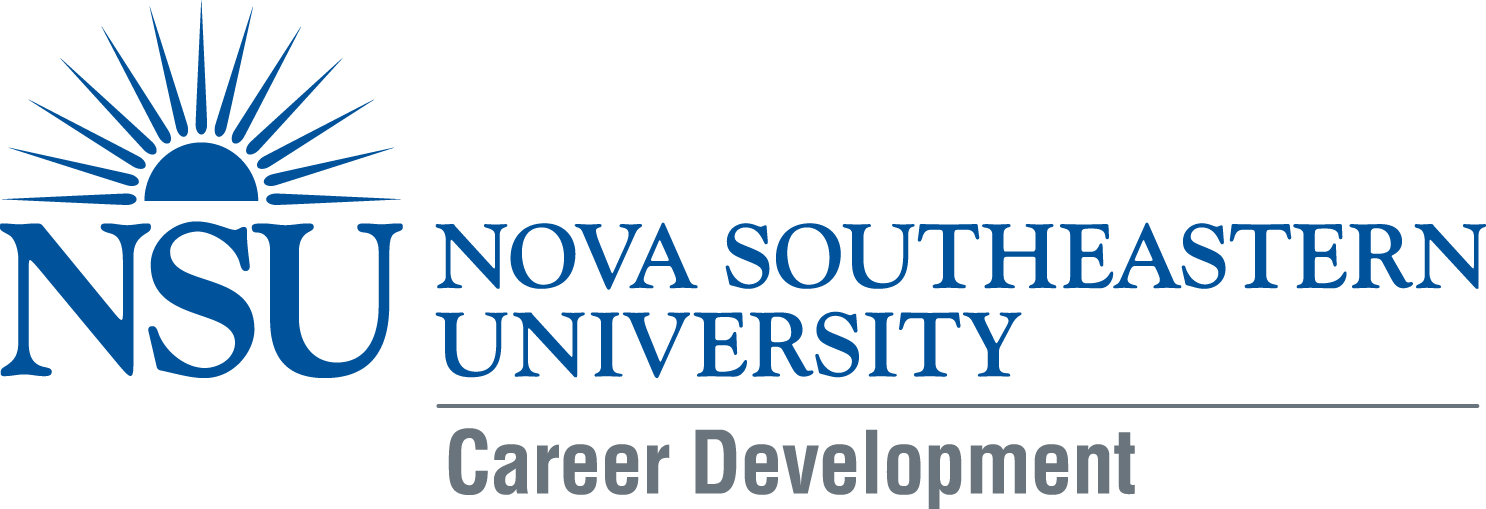 NSU
NOVA SOUTHEASTERN
UNIVERSITY
Career Development